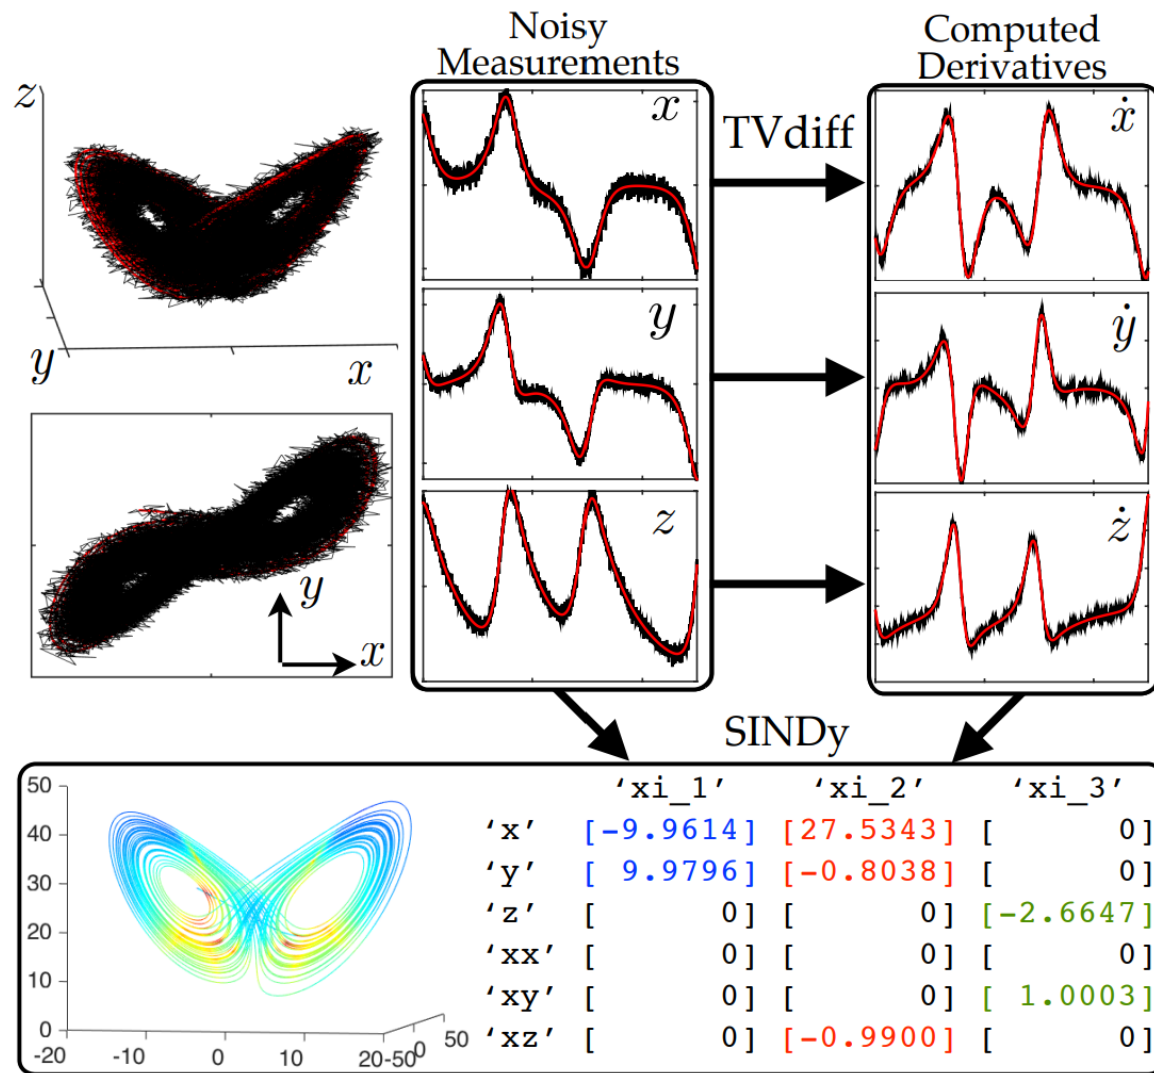 Noisy
Measurements
Computed
Derivatives
z
y
x
y
x
x
y
z
TVdiff
ẋ
ẏ
ż
SINDy
50
40
30
20
10
0
-20
-10
0
10
20
-50
0
50
‘xi_1’ ‘xi_2’ ‘xi_3’
‘x’ [-9.9614] [27.5343] [ 0]
‘y’ [ 9.9796] [-0.8038] [ 0]
‘z’ [ 0] [ 0] [-2.6647]
‘xx’ [ 0] [ 0] [ 0]
‘xy’ [ 0] [ 0] [ 1.0003]
‘xz’ [ 0] [-0.9900] [ 0]